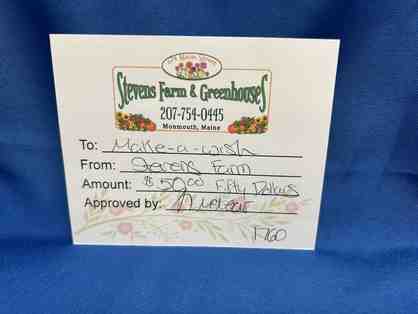 Stevens Farm & Greenhouses
207-754-0445
Monmouth, Maine
To: Make-a-wish
From: Stevens Farm
Amount: $50.00 Fifty Dollars
Approved by:
1760